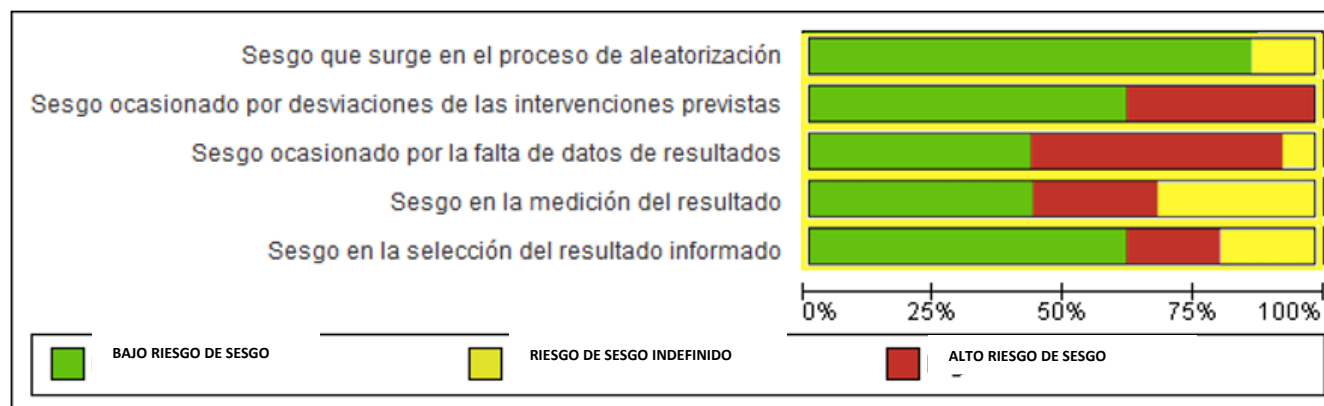 Sesgo que surge en el proceso de aleatorización
Sesgo ocasionado por desviaciones de las intervenciones previstas
Sesgo ocasionado por la falta de datos de resultados
Sesgo en la medición del resultado
Sesgo en la selección del resultado informado
0% 25% 50% 75% 100%
BAJO RIESGO DE SESGO RIESGO DE SESGO INDEFINIDO ALTO RIESGO DE SESGO